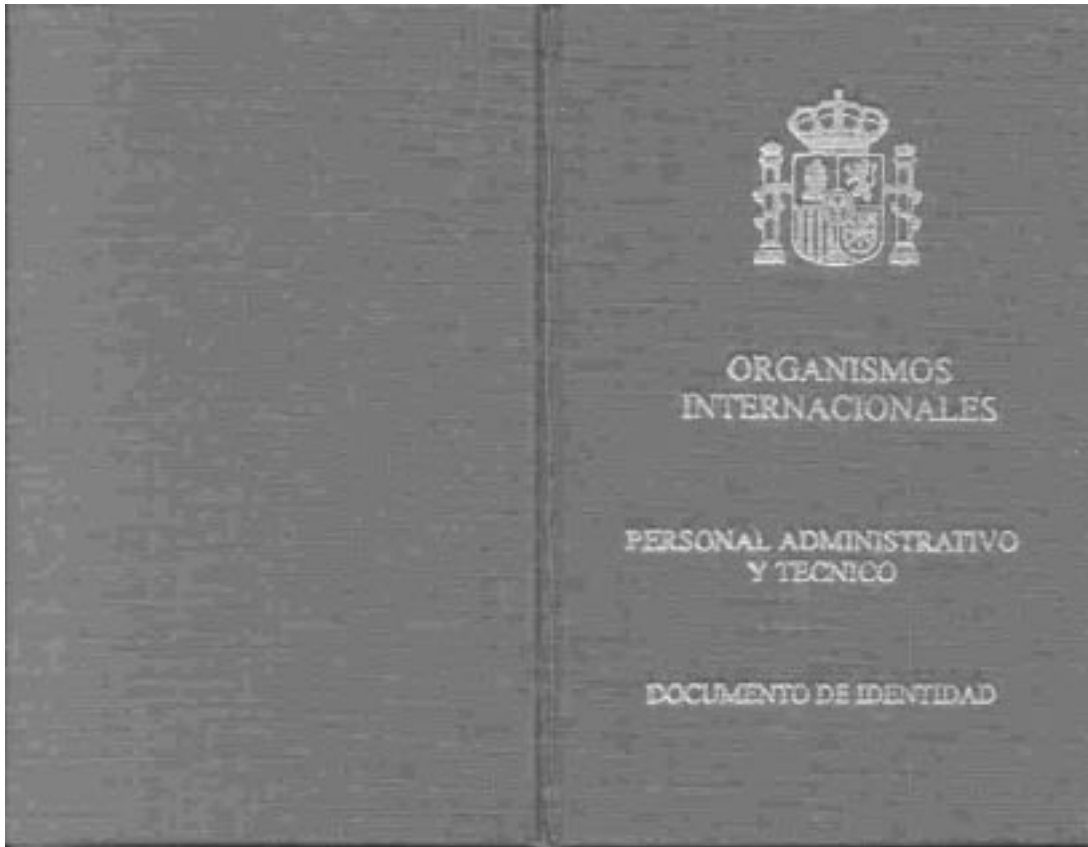 ORGANISMOS
INTERNACIONALES
PERSONAL ADMINISTRATIVO
Y TECNICO
DOCUMENTO DE IDENTIDAD